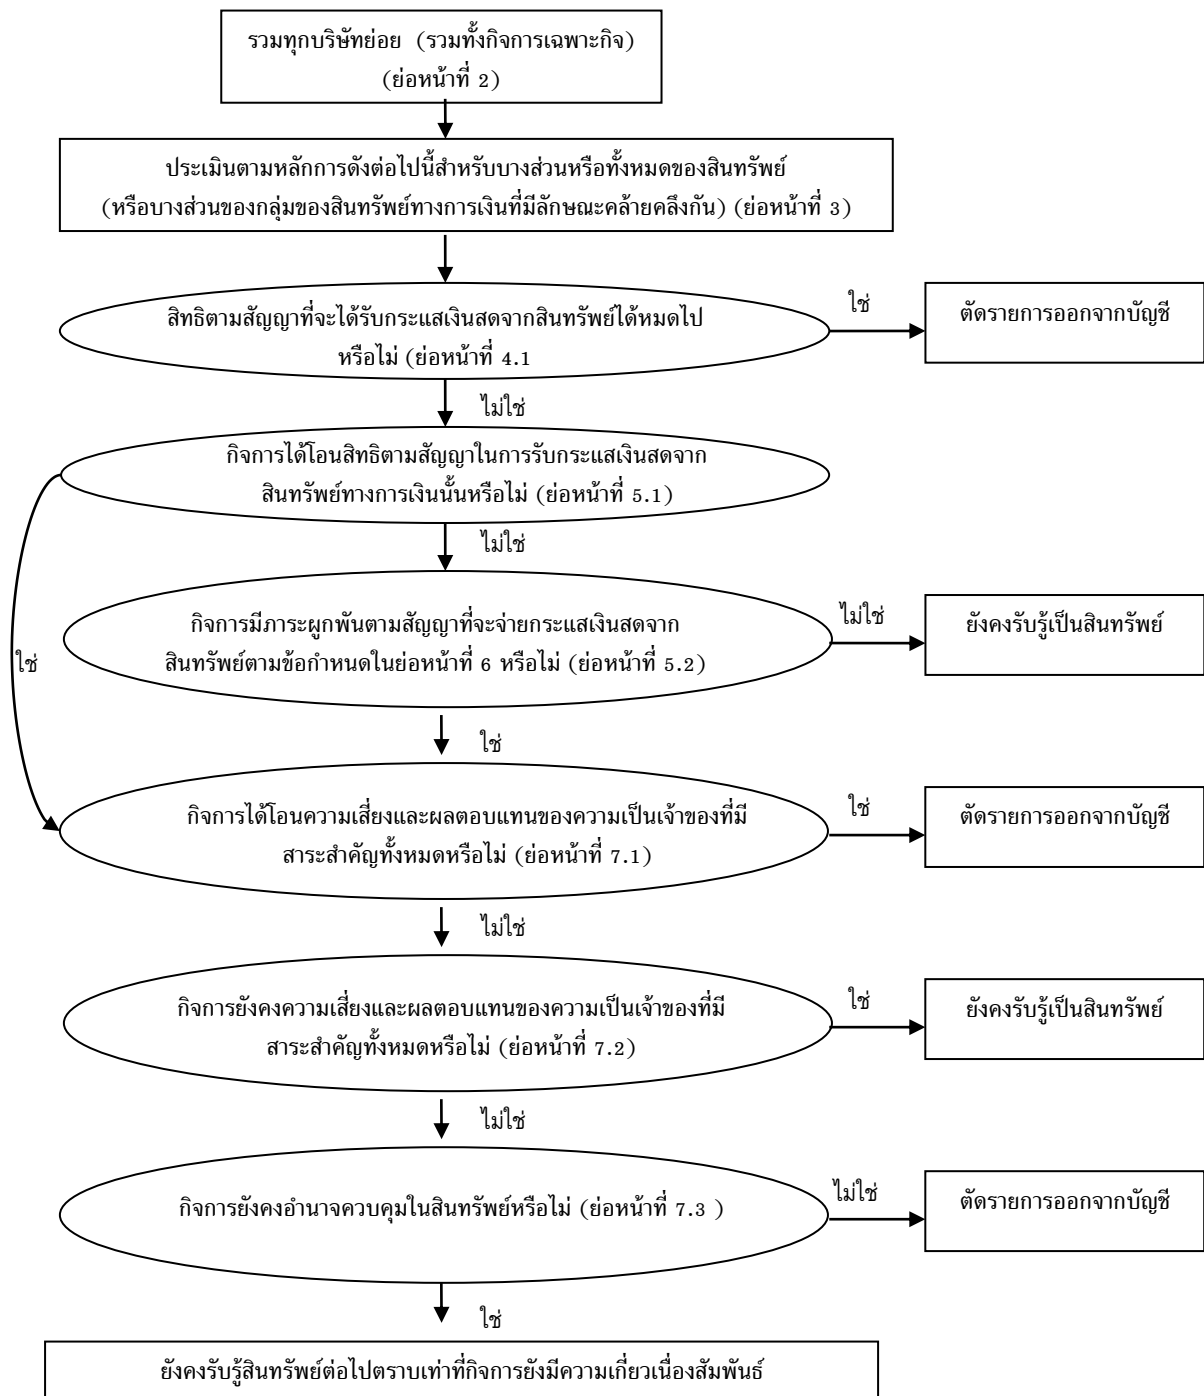 รวมทุกบริษัทย่อย (รวมทั้งกิจการเฉพาะกิจ)
(ย่อหน้าที่ 2)
ประเมินตามหลักการดังต่อไปนี้สำหรับบางส่วนหรือทั้งหมดของสินทรัพย์
(หรือบางส่วนของกลุ่มของสินทรัพย์ทางการเงินที่มีลักษณะคล้ายคลึงกัน) (ย่อหน้าที่ 3)
สิทธิตามสัญญาที่จะได้รับกระแสเงินสดจากสินทรัพย์ได้หมดไป
หรือไม่ (ย่อหน้าที่ 4.1
ใช่
ตัดรายการออกจากบัญชี
ไม่ใช่
กิจการได้โอนสิทธิตามสัญญาในการรับกระแสเงินสดจาก
สินทรัพย์ทางการเงินนั้นหรือไม่ (ย่อหน้าที่ 5.1)
ไม่ใช่
กิจการมีภาระผูกพันตามสัญญาที่จะจ่ายกระแสเงินสดจาก
สินทรัพย์ตามข้อกำหนดในย่อหน้าที่ 6 หรือไม่ (ย่อหน้าที่ 5.2)
ไม่ใช่
ยังคงรับรู้เป็นสินทรัพย์
ใช่
ใช่
กิจการได้โอนความเสี่ยงและผลตอบแทนของความเป็นเจ้าของที่มี
สาระสำคัญทั้งหมดหรือไม่ (ย่อหน้าที่ 7.1)
ใช่
ตัดรายการออกจากบัญชี
ไม่ใช่
กิจการยังคงความเสี่ยงและผลตอบแทนของความเป็นเจ้าของที่มี
สาระสำคัญทั้งหมดหรือไม่ (ย่อหน้าที่ 7.2)
ใช่
ยังคงรับรู้เป็นสินทรัพย์
ไม่ใช่
กิจการยังคงอำนาจควบคุมในสินทรัพย์หรือไม่ (ย่อหน้าที่ 7.3 )
ไม่ใช่
ตัดรายการออกจากบัญชี
ใช่
ยังคงรับรู้สินทรัพย์ต่อไปตราบเท่าที่กิจการยังมีความเกี่ยวเนื่องสัมพันธ์